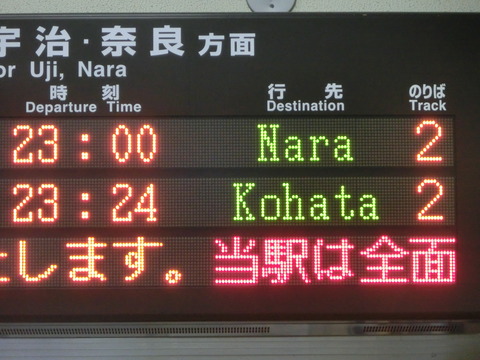 宇治・奈良 方面
or Uji, Nara
時刻 行先 のりば
Departure Time Destination Track
23:00 Nara 2
23:24 Kohata 2
します。 当駅は全面